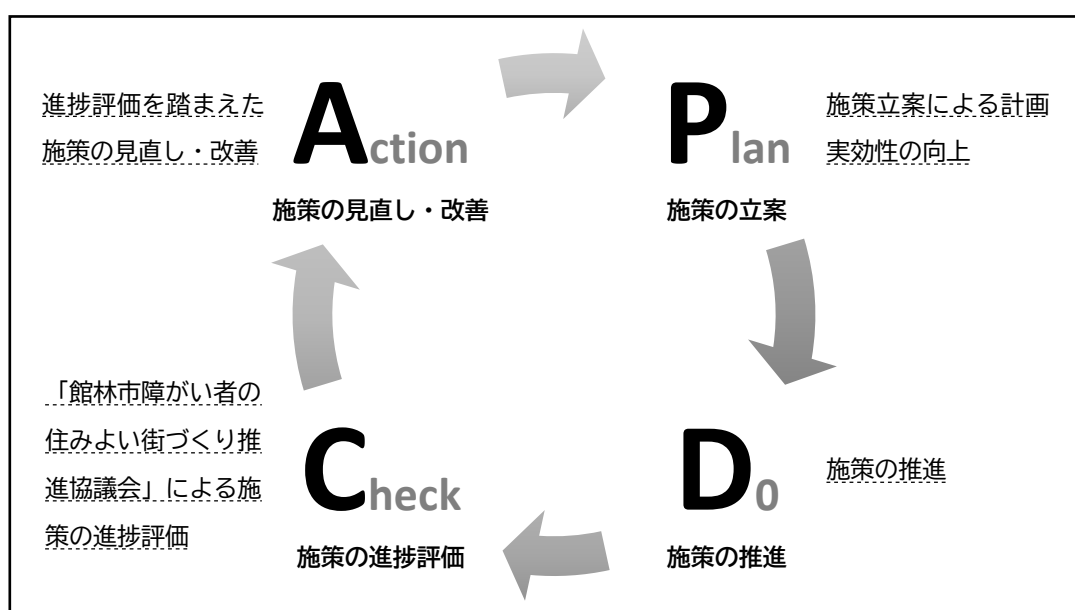 進捗評価を踏まえた
施策の見直し・改善
Action
施策の見直し・改善
Plan
施策の立案
施策立案による計画
実効性の向上
「館林市障がい者の
住みよい街づくり推
進協議会」による施
策の進捗評価
Check
施策の進捗評価
D0
施策の推進
施策の推進